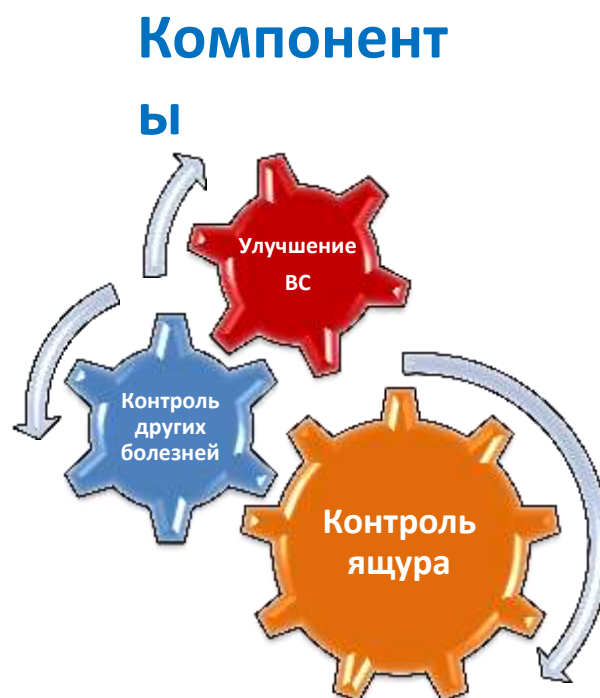 Компонент
ы
Улучшение
ВС
Контроль
других
болезней
Контроль
ящура